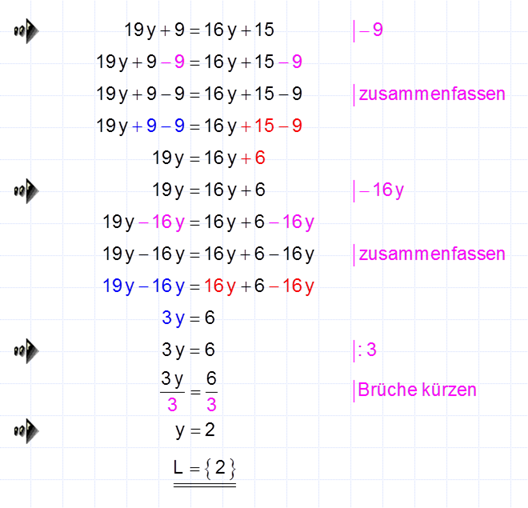 19y + 9 = 16y + 15 | − 9
19y + 9 − 9 = 16y + 15 − 9
19y + 9 − 9 = 16y + 15 − 9 | zusammenfassen
19y + 9 − 9 = 16y + 15 − 9
19y = 16y + 6
19y = 16y + 6 | − 16y
19y − 16y = 16y + 6 − 16y
19y − 16y = 16y + 6 − 16y | zusammenfassen
19y − 16y = 16y + 6 − 16y
3y = 6
3y = 6 | : 3
3y/3 = 6/3 | Brüche kürzen
y = 2
L = {2}